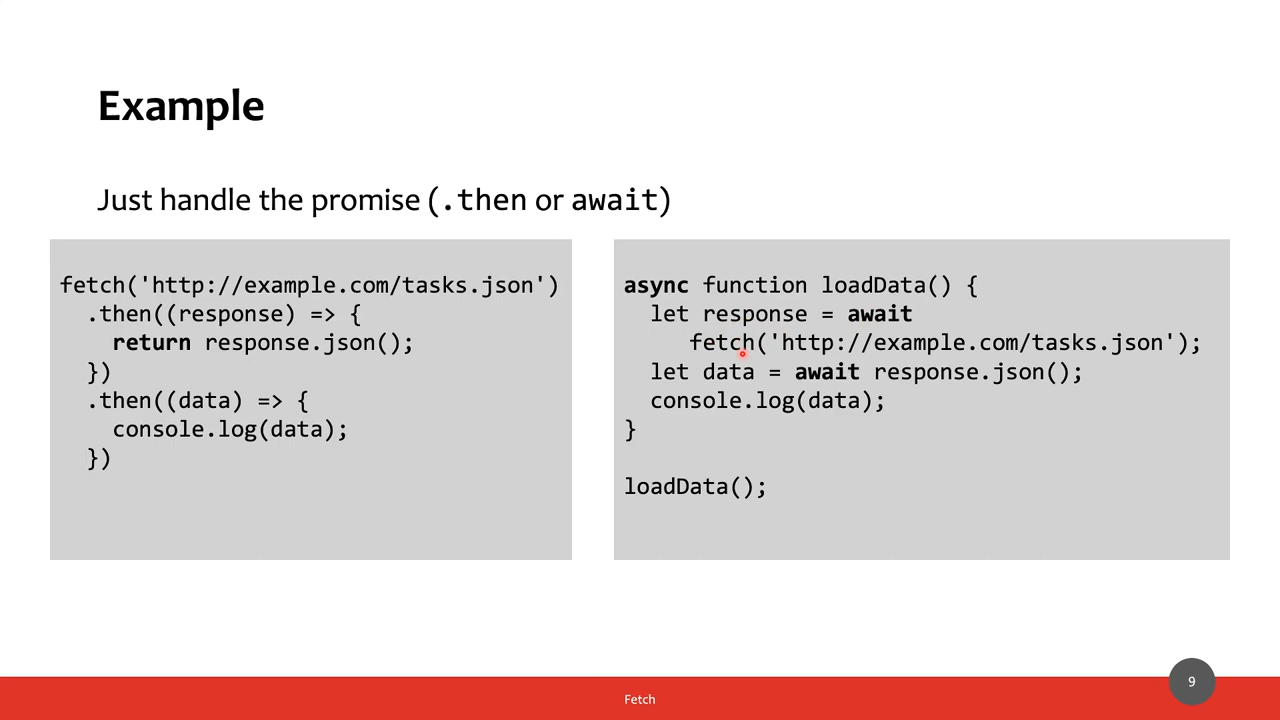 Example
Just handle the promise (.then or await)
fetch('http://example.com/tasks.json')
  .then((response) => {
    return response.json();
  })
  .then((data) => {
    console.log(data);
  })
async function loadData() {
  let response = await
     fetch('http://example.com/tasks.json');
  let data = await response.json();
  console.log(data);
}
loadData();
Fetch
9